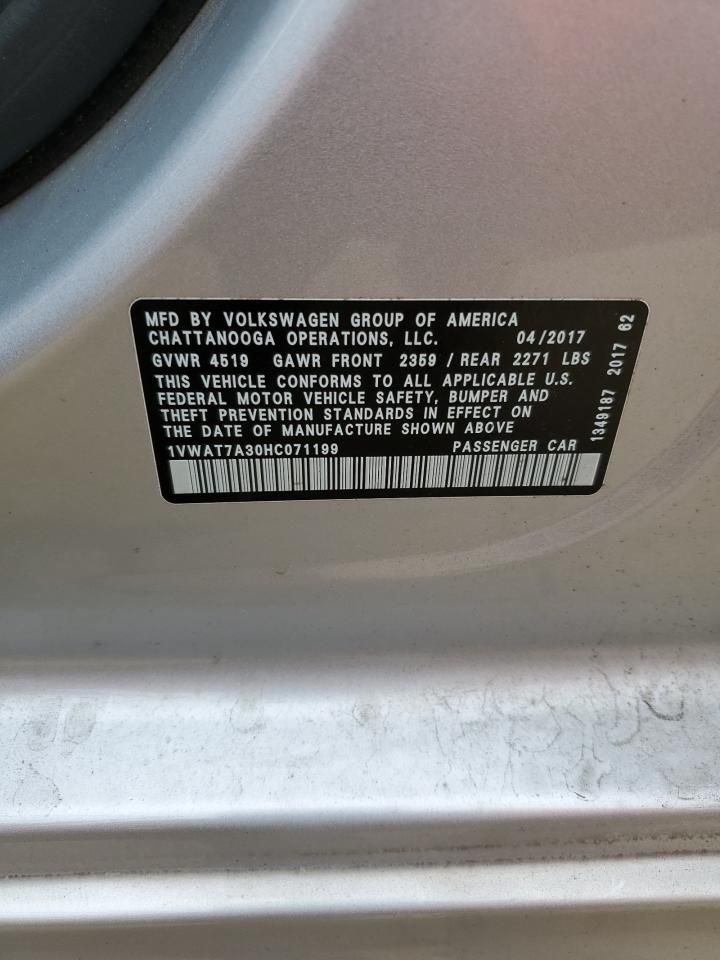 MFD BY VOLKSWAGEN GROUP OF AMERICA
CHATTANOOGA OPERATIONS, LLC. 04/2017
GVWR 4519 GAWR FRONT 2359 / REAR 2271 LBS
THIS VEHICLE CONFORMS TO ALL APPLICABLE U.S.
FEDERAL MOTOR VEHICLE SAFETY, BUMPER AND
THEFT PREVENTION STANDARDS IN EFFECT ON
THE DATE OF MANUFACTURE SHOWN ABOVE
1VWAT7A30HC071199 PASSENGER CAR
1349187 2017 62